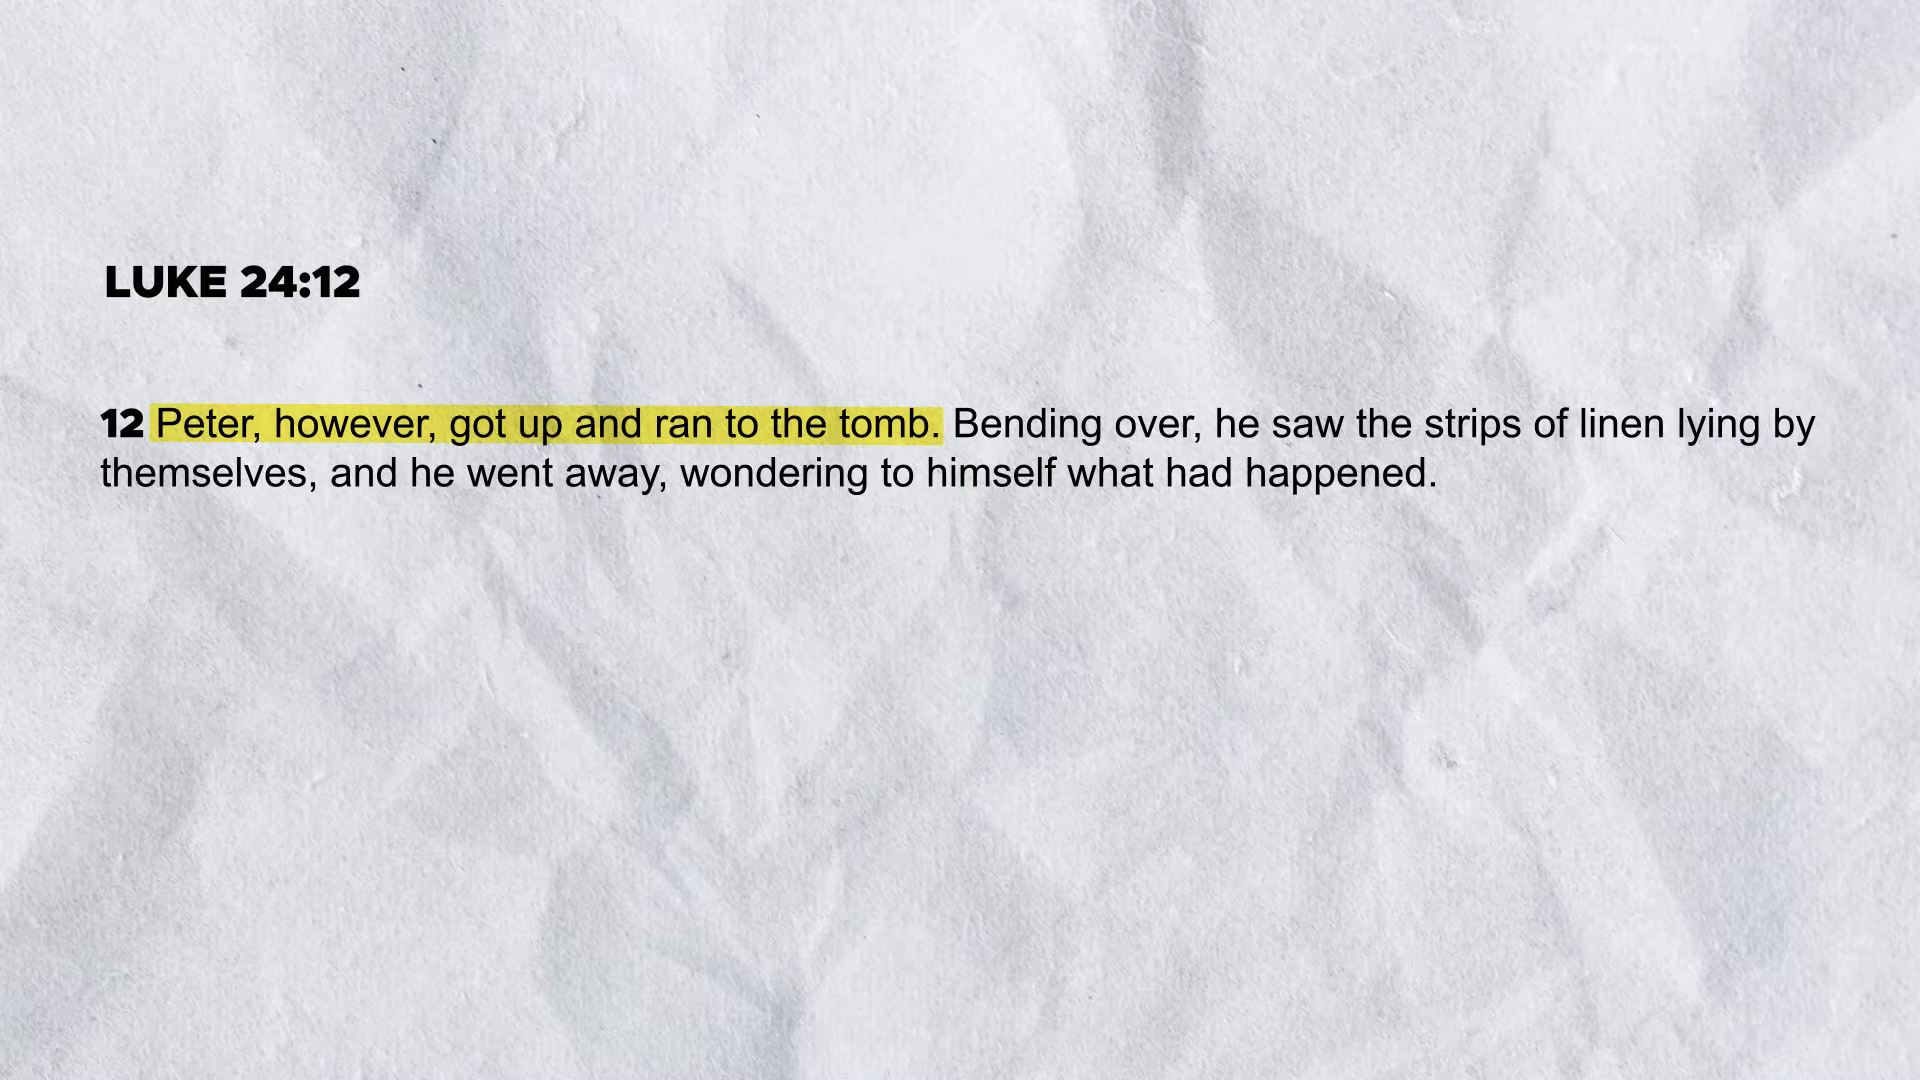 LUKE 24:12
12 Peter, however, got up and ran to the tomb. Bending over, he saw the strips of linen lying by
themselves, and he went away, wondering to himself what had happened.